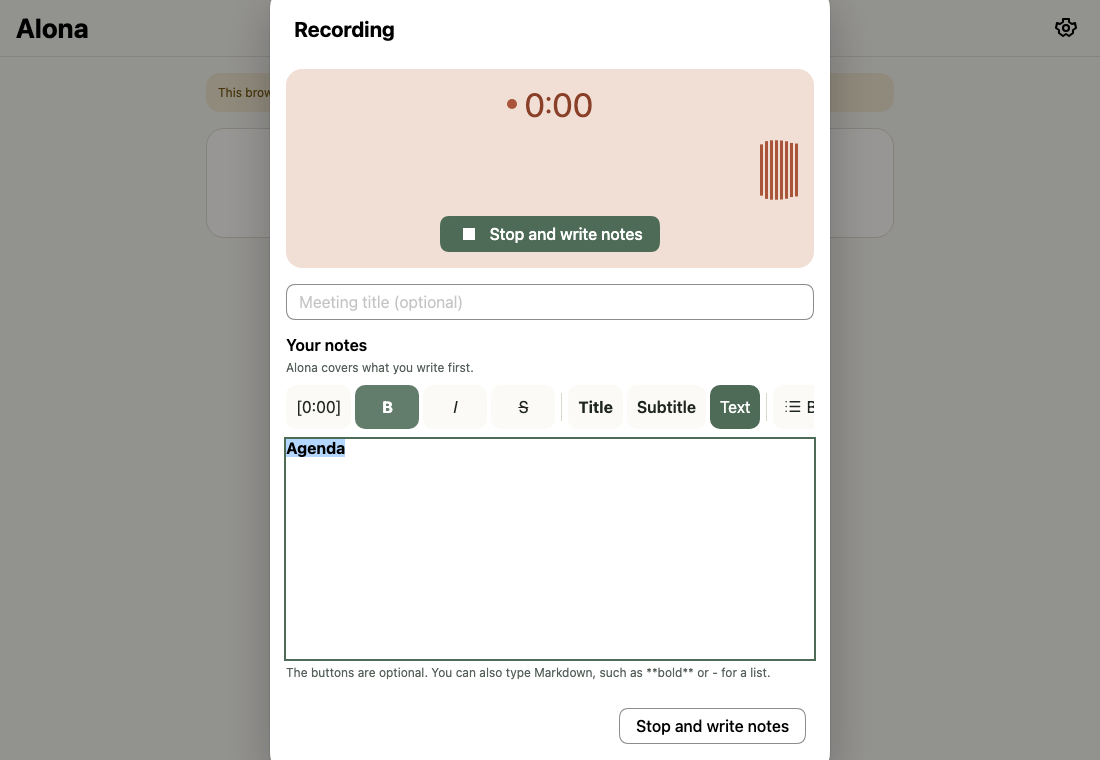 Alona
Recording
This brow
0:00
Stop and write notes
Meeting title (optional)
Your notes
Alona covers what you write first.
[0:00] B I S Title Subtitle Text B
Agenda
The buttons are optional. You can also type Markdown, such as **bold** or - for a list.
Stop and write notes